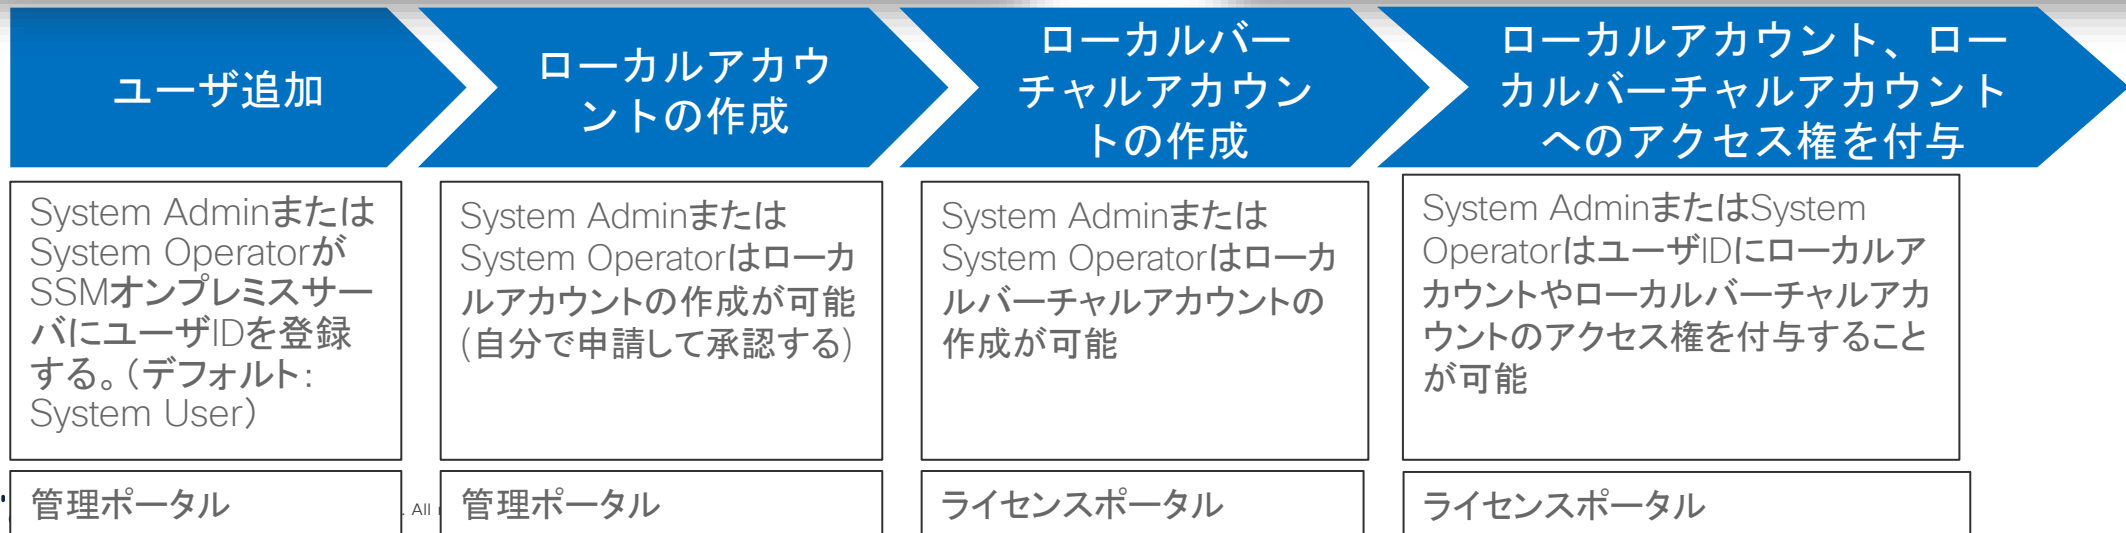 ユーザ追加
ローカルアカウ
ントの作成
ローカルバー
チャルアカウン
トの作成
ローカルアカウント、ロー
カルバーチャルアカウント
へのアクセス権を付与
System Adminまたは
System Operatorが
SSMオンプレミスサー
バにユーザIDを登録
する。(デフォルト:
System User)
System Adminまたは
System Operatorはローカ
ルアカウントの作成が可能
(自分で申請して承認する)
System Adminまたは
System Operatorはローカ
ルバーチャルアカウントの
作成が可能
System AdminまたはSystem
OperatorはユーザIDにローカルア
カウントやローカルバーチャルアカ
ウントのアクセス権を付与すること
が可能
管理ポータル
. All
管理ポータル
ライセンスポータル
ライセンスポータル